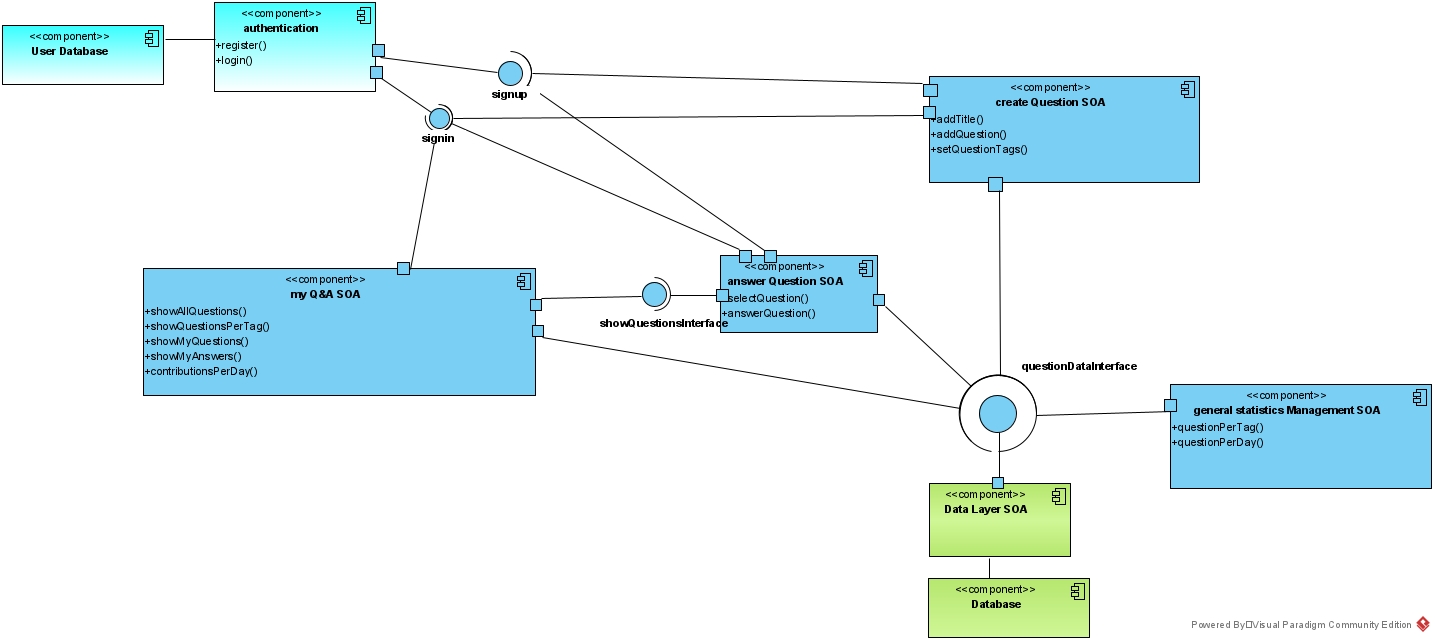 <<component>>
User Database
<<component>>
authentication
+register()
+login()
signup
signin
<<component>>
create Question SOA
+addTitle()
+addQuestion()
+setQuestionTags()
<<component>>
my Q&A SOA
+showAllQuestions()
+showQuestionsPerTag()
+showMyQuestions()
+showMyAnswers()
+contributionsPerDay()
showQuestionsInterface
<<component>>
answer Question SOA
+selectQuestion()
+answerQuestion()
questionDataInterface
<<component>>
general statistics Management SOA
+questionPerTag()
+questionPerDay()
<<component>>
Data Layer SOA
<<component>>
Database
Powered By Visual Paradigm Community Edition